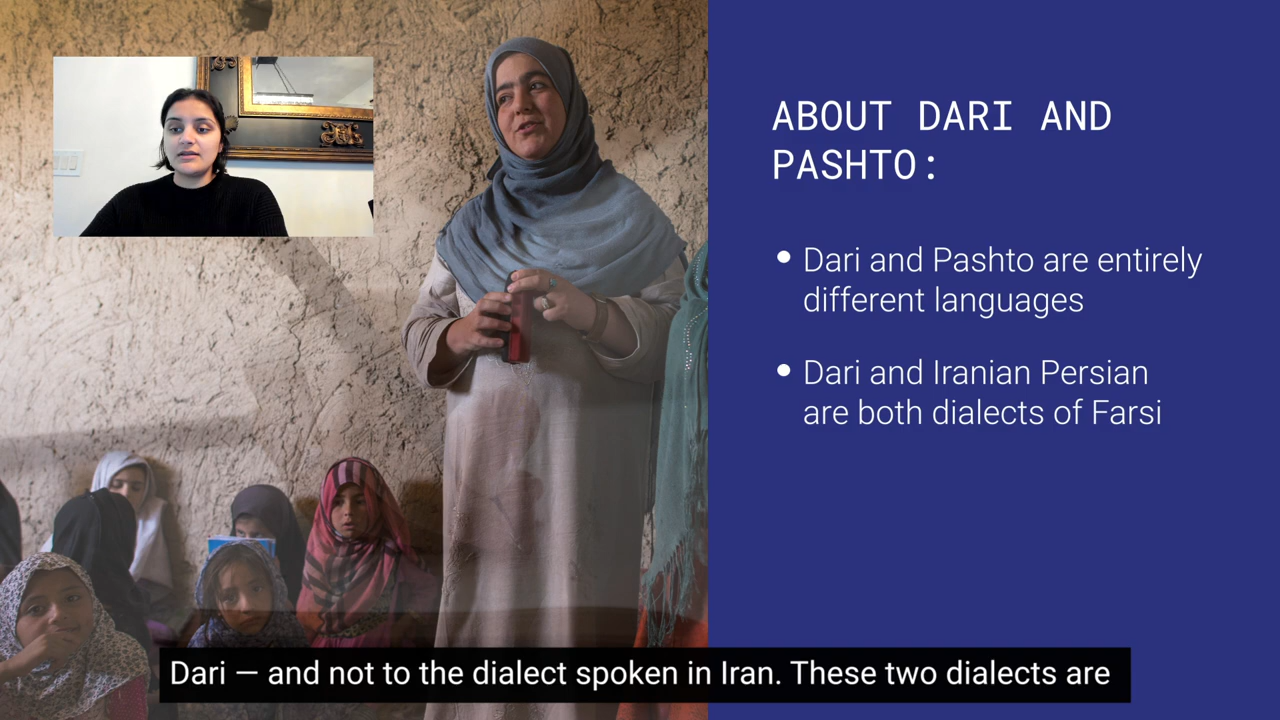 ABOUT DARI AND
PASHTO:
• Dari and Pashto are entirely
different languages
• Dari and Iranian Persian
are both dialects of Farsi
Dari — and not to the dialect spoken in Iran. These two dialects are